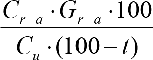 C_{r a} · G_{r a} · 100
C_u · (100 − t)